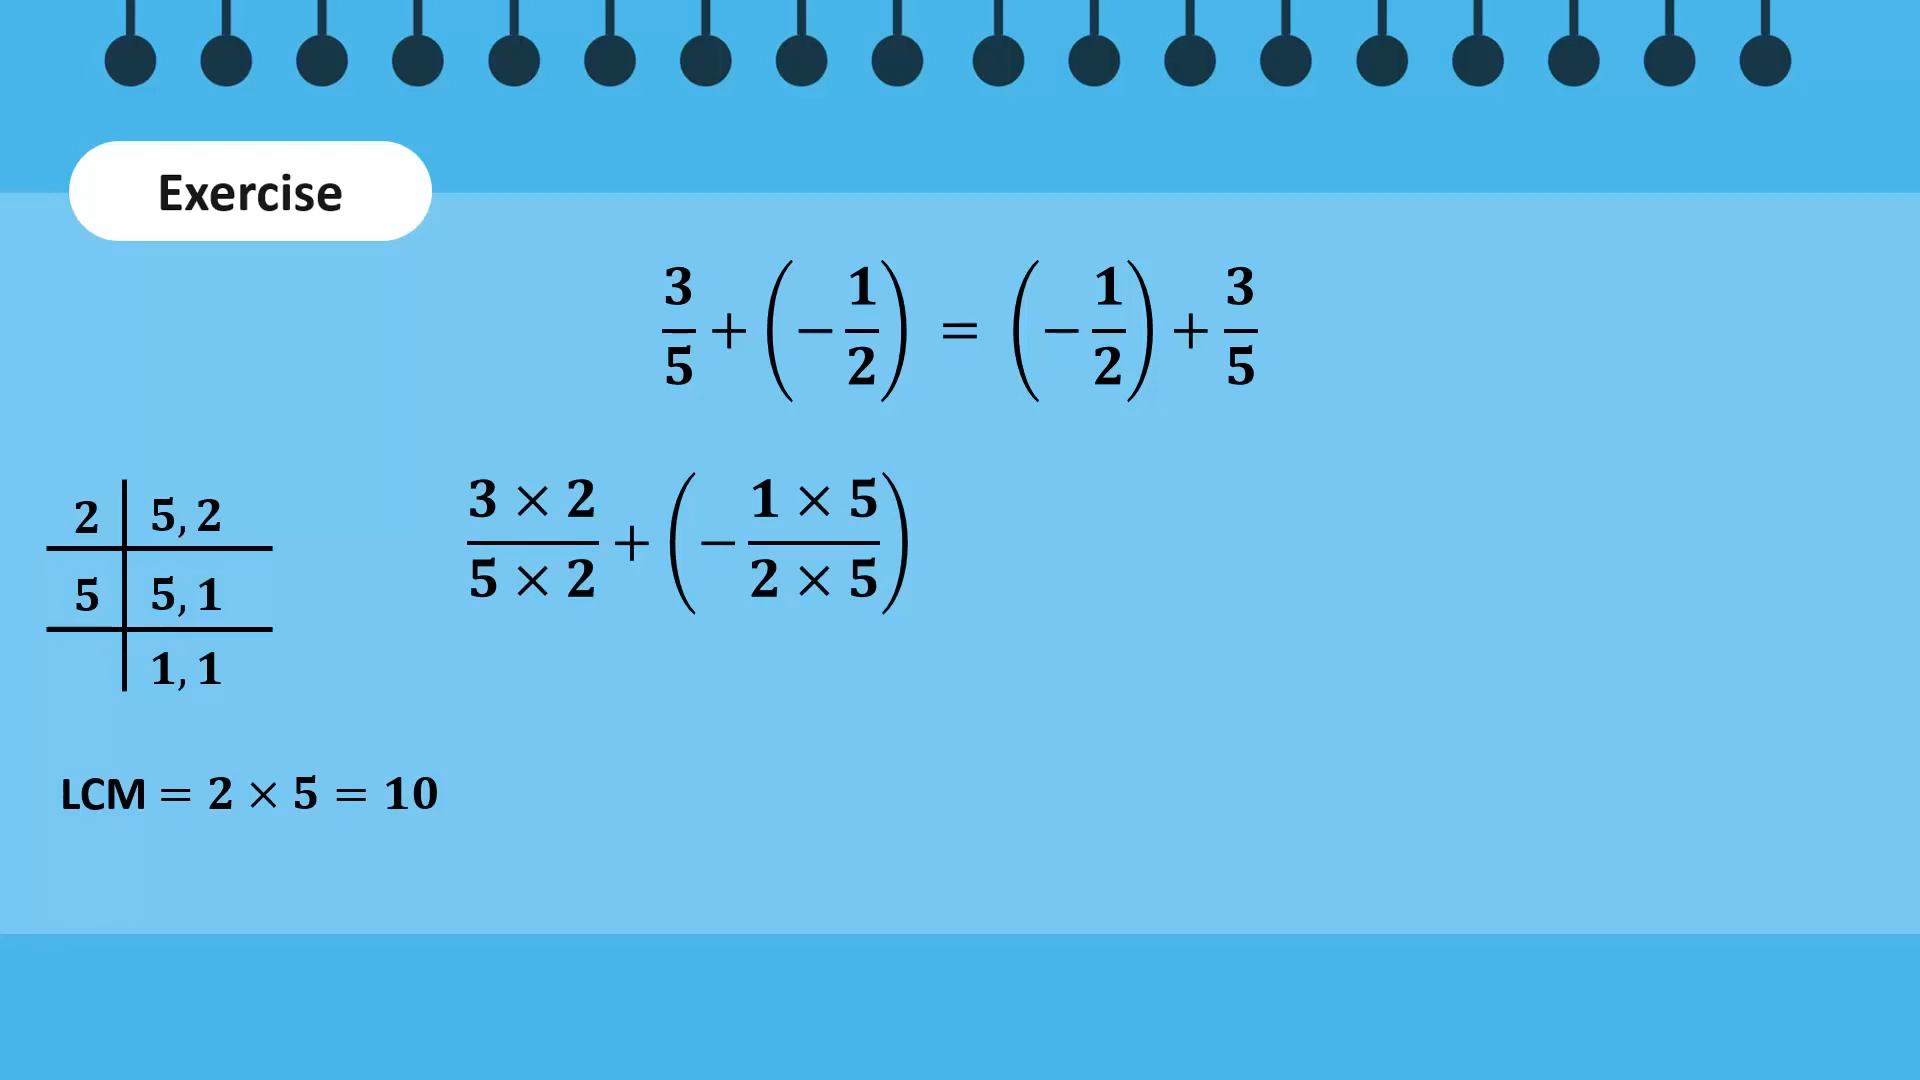 Exercise
3/5 + (−1/2) = (−1/2) + 3/5
2 | 5, 2
5 | 5, 1
1, 1
(3 × 2)/(5 × 2) + (−(1 × 5)/(2 × 5))
LCM = 2 × 5 = 10